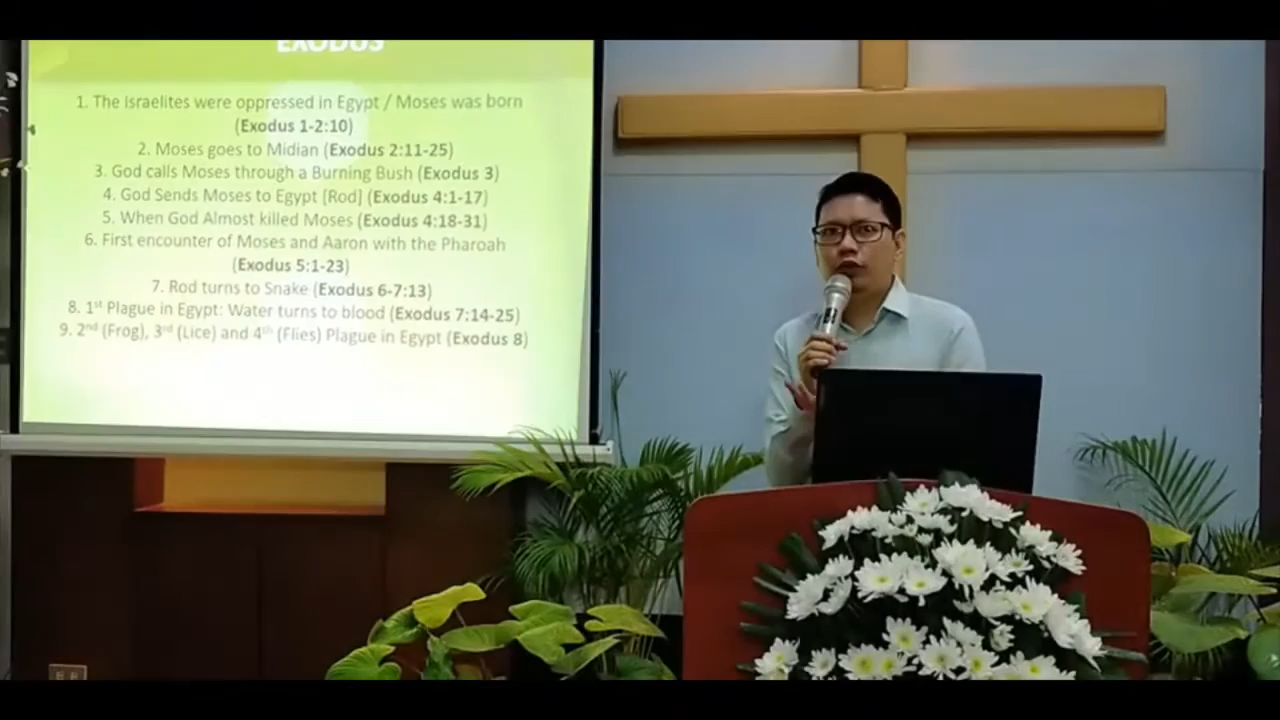 EXODUS
1. The Israelites were oppressed in Egypt / Moses was born
(Exodus 1-2:10)
2. Moses goes to Midian (Exodus 2:11-25)
3. God calls Moses through a Burning Bush (Exodus 3)
4. God Sends Moses to Egypt [Rod] (Exodus 4:1-17)
5. When God Almost killed Moses (Exodus 4:18-31)
6. First encounter of Moses and Aaron with the Pharoah
(Exodus 5:1-23)
7. Rod turns to Snake (Exodus 6-7:13)
8. 1st Plague in Egypt: Water turns to blood (Exodus 7:14-25)
9. 2nd (Frog), 3rd (Lice) and 4th (Flies) Plague in Egypt (Exodus 8)